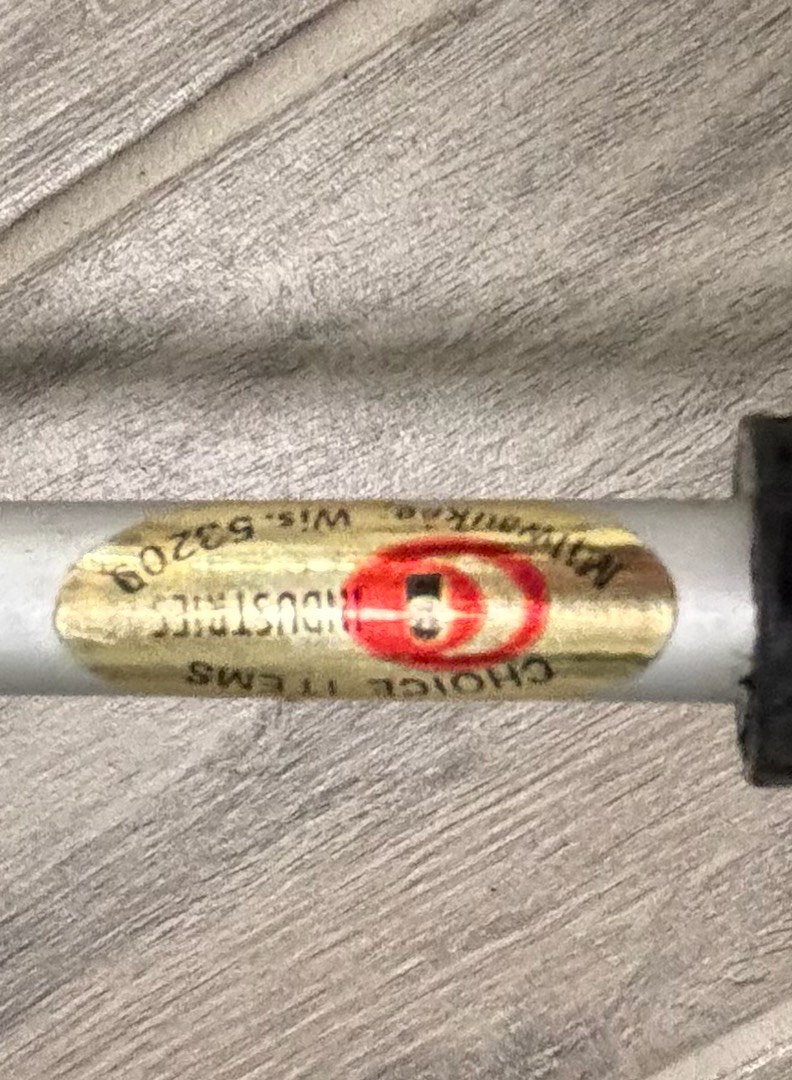 CHOICE ITEMS
INDUSTRIES
Milwaukee, Wis. 53209